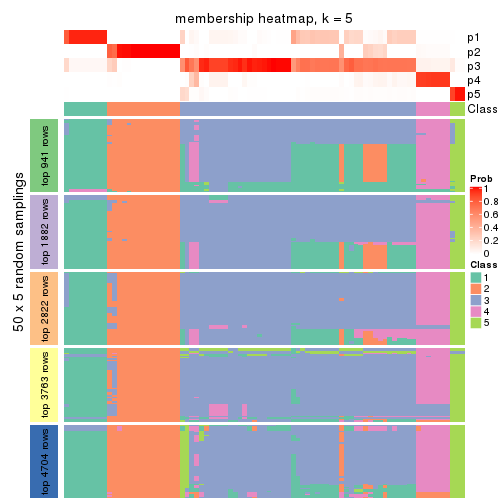 membership heatmap, k = 5
p1
p2
p3
p4
p5
Class
50 x 5 random samplings
top 941 rows
top 1882 rows
top 2822 rows
top 3763 rows
top 4704 rows
Prob
1
0.8
0.6
0.4
0.2
0
Class
1
2
3
4
5